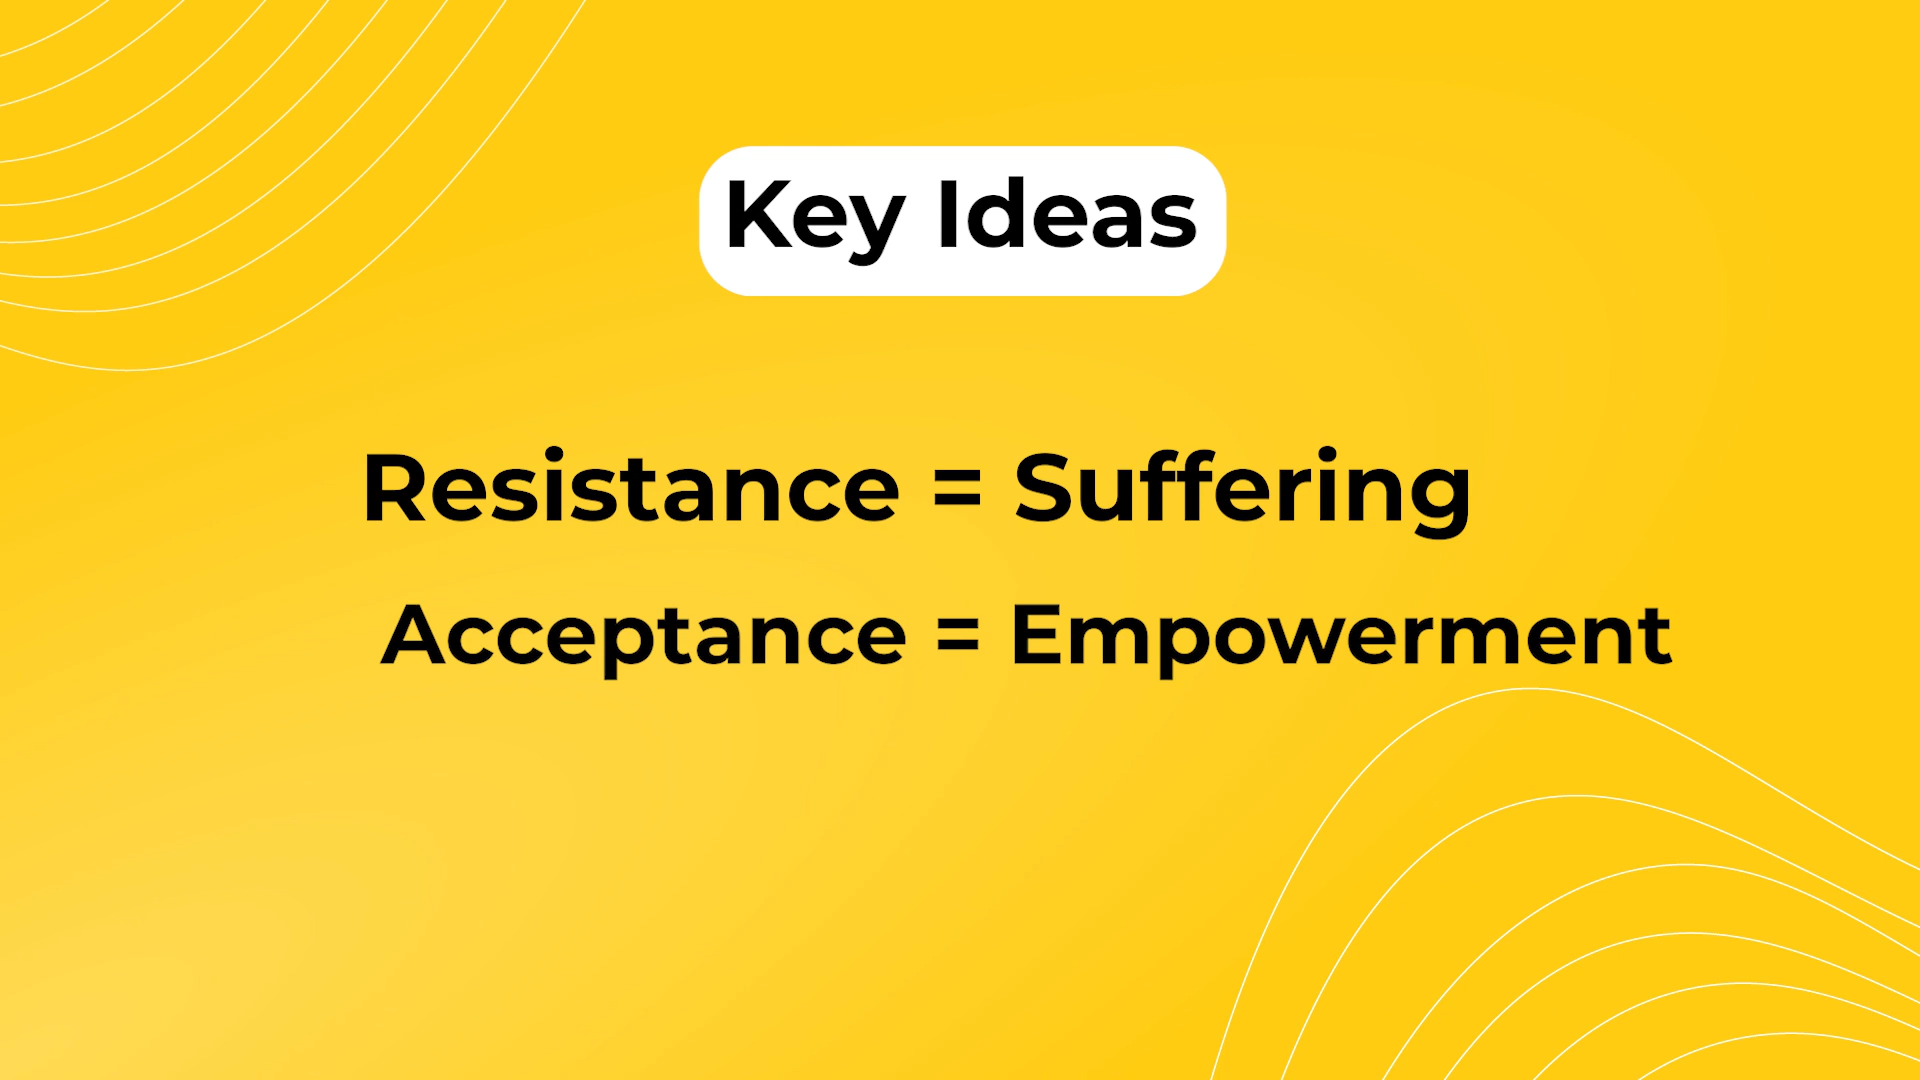 Key Ideas
Resistance = Suffering
Acceptance = Empowerment